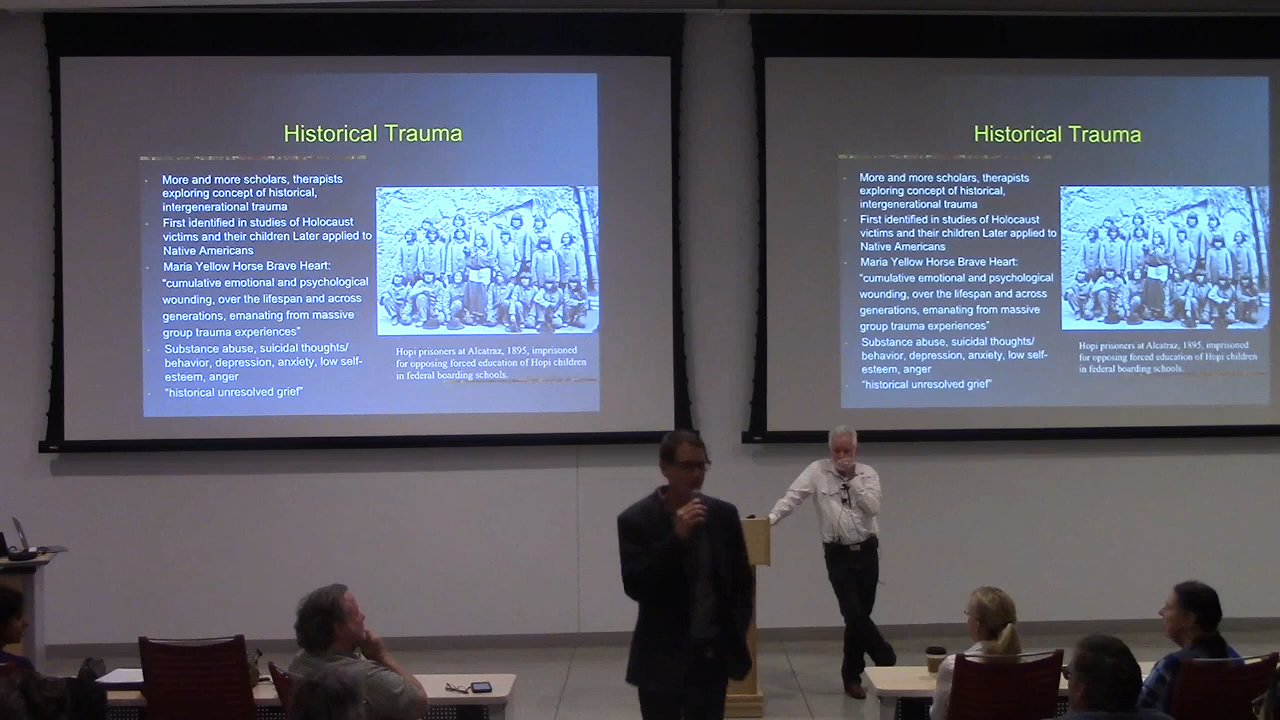 Historical Trauma
More and more scholars, therapists
exploring concept of historical,
intergenerational trauma
First identified in studies of Holocaust
victims and their children Later applied to
Native Americans
Maria Yellow Horse Brave Heart:
"cumulative emotional and psychological
wounding, over the lifespan and across
generations, emanating from massive
group trauma experiences"
Substance abuse, suicidal thoughts/
behavior, depression, anxiety, low self-
esteem, anger
"historical unresolved grief"
Hopi prisoners at Alcatraz, 1895, imprisoned
for opposing forced education of Hopi children
in federal boarding schools.
Historical Trauma
More and more scholars, therapists
exploring concept of historical,
intergenerational trauma
First identified in studies of Holocaust
victims and their children Later applied to
Native Americans
Maria Yellow Horse Brave Heart:
"cumulative emotional and psychological
wounding, over the lifespan and across
generations, emanating from massive
group trauma experiences"
Substance abuse, suicidal thoughts/
behavior, depression, anxiety, low self-
esteem, anger
"historical unresolved grief"
Hopi prisoners at Alcatraz, 1895, imprisoned
for opposing forced education of Hopi children
in federal boarding schools.